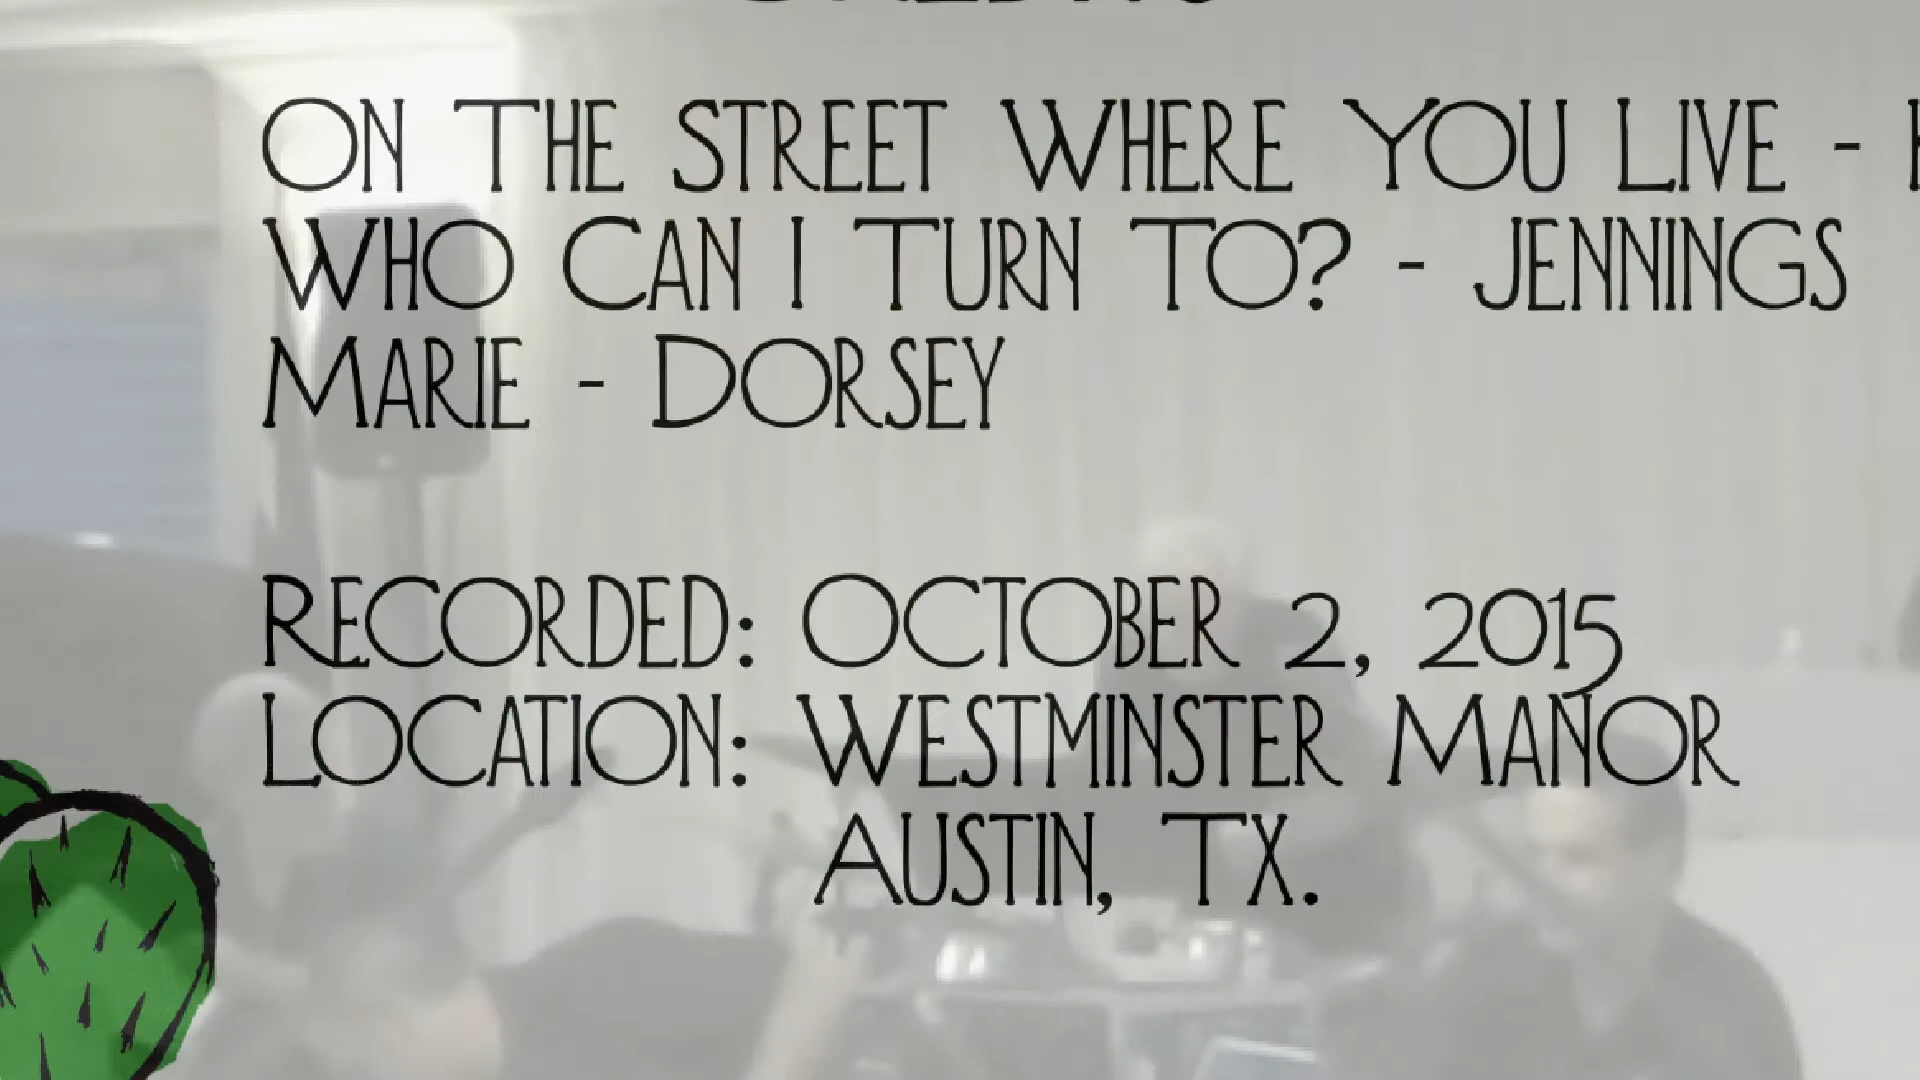 ON THE STREET WHERE YOU LIVE -
WHO CAN I TURN TO? - JENNINGS
MARIE - DORSEY
RECORDED: OCTOBER 2, 2015
LOCATION: WESTMINSTER MANOR
AUSTIN, TX.